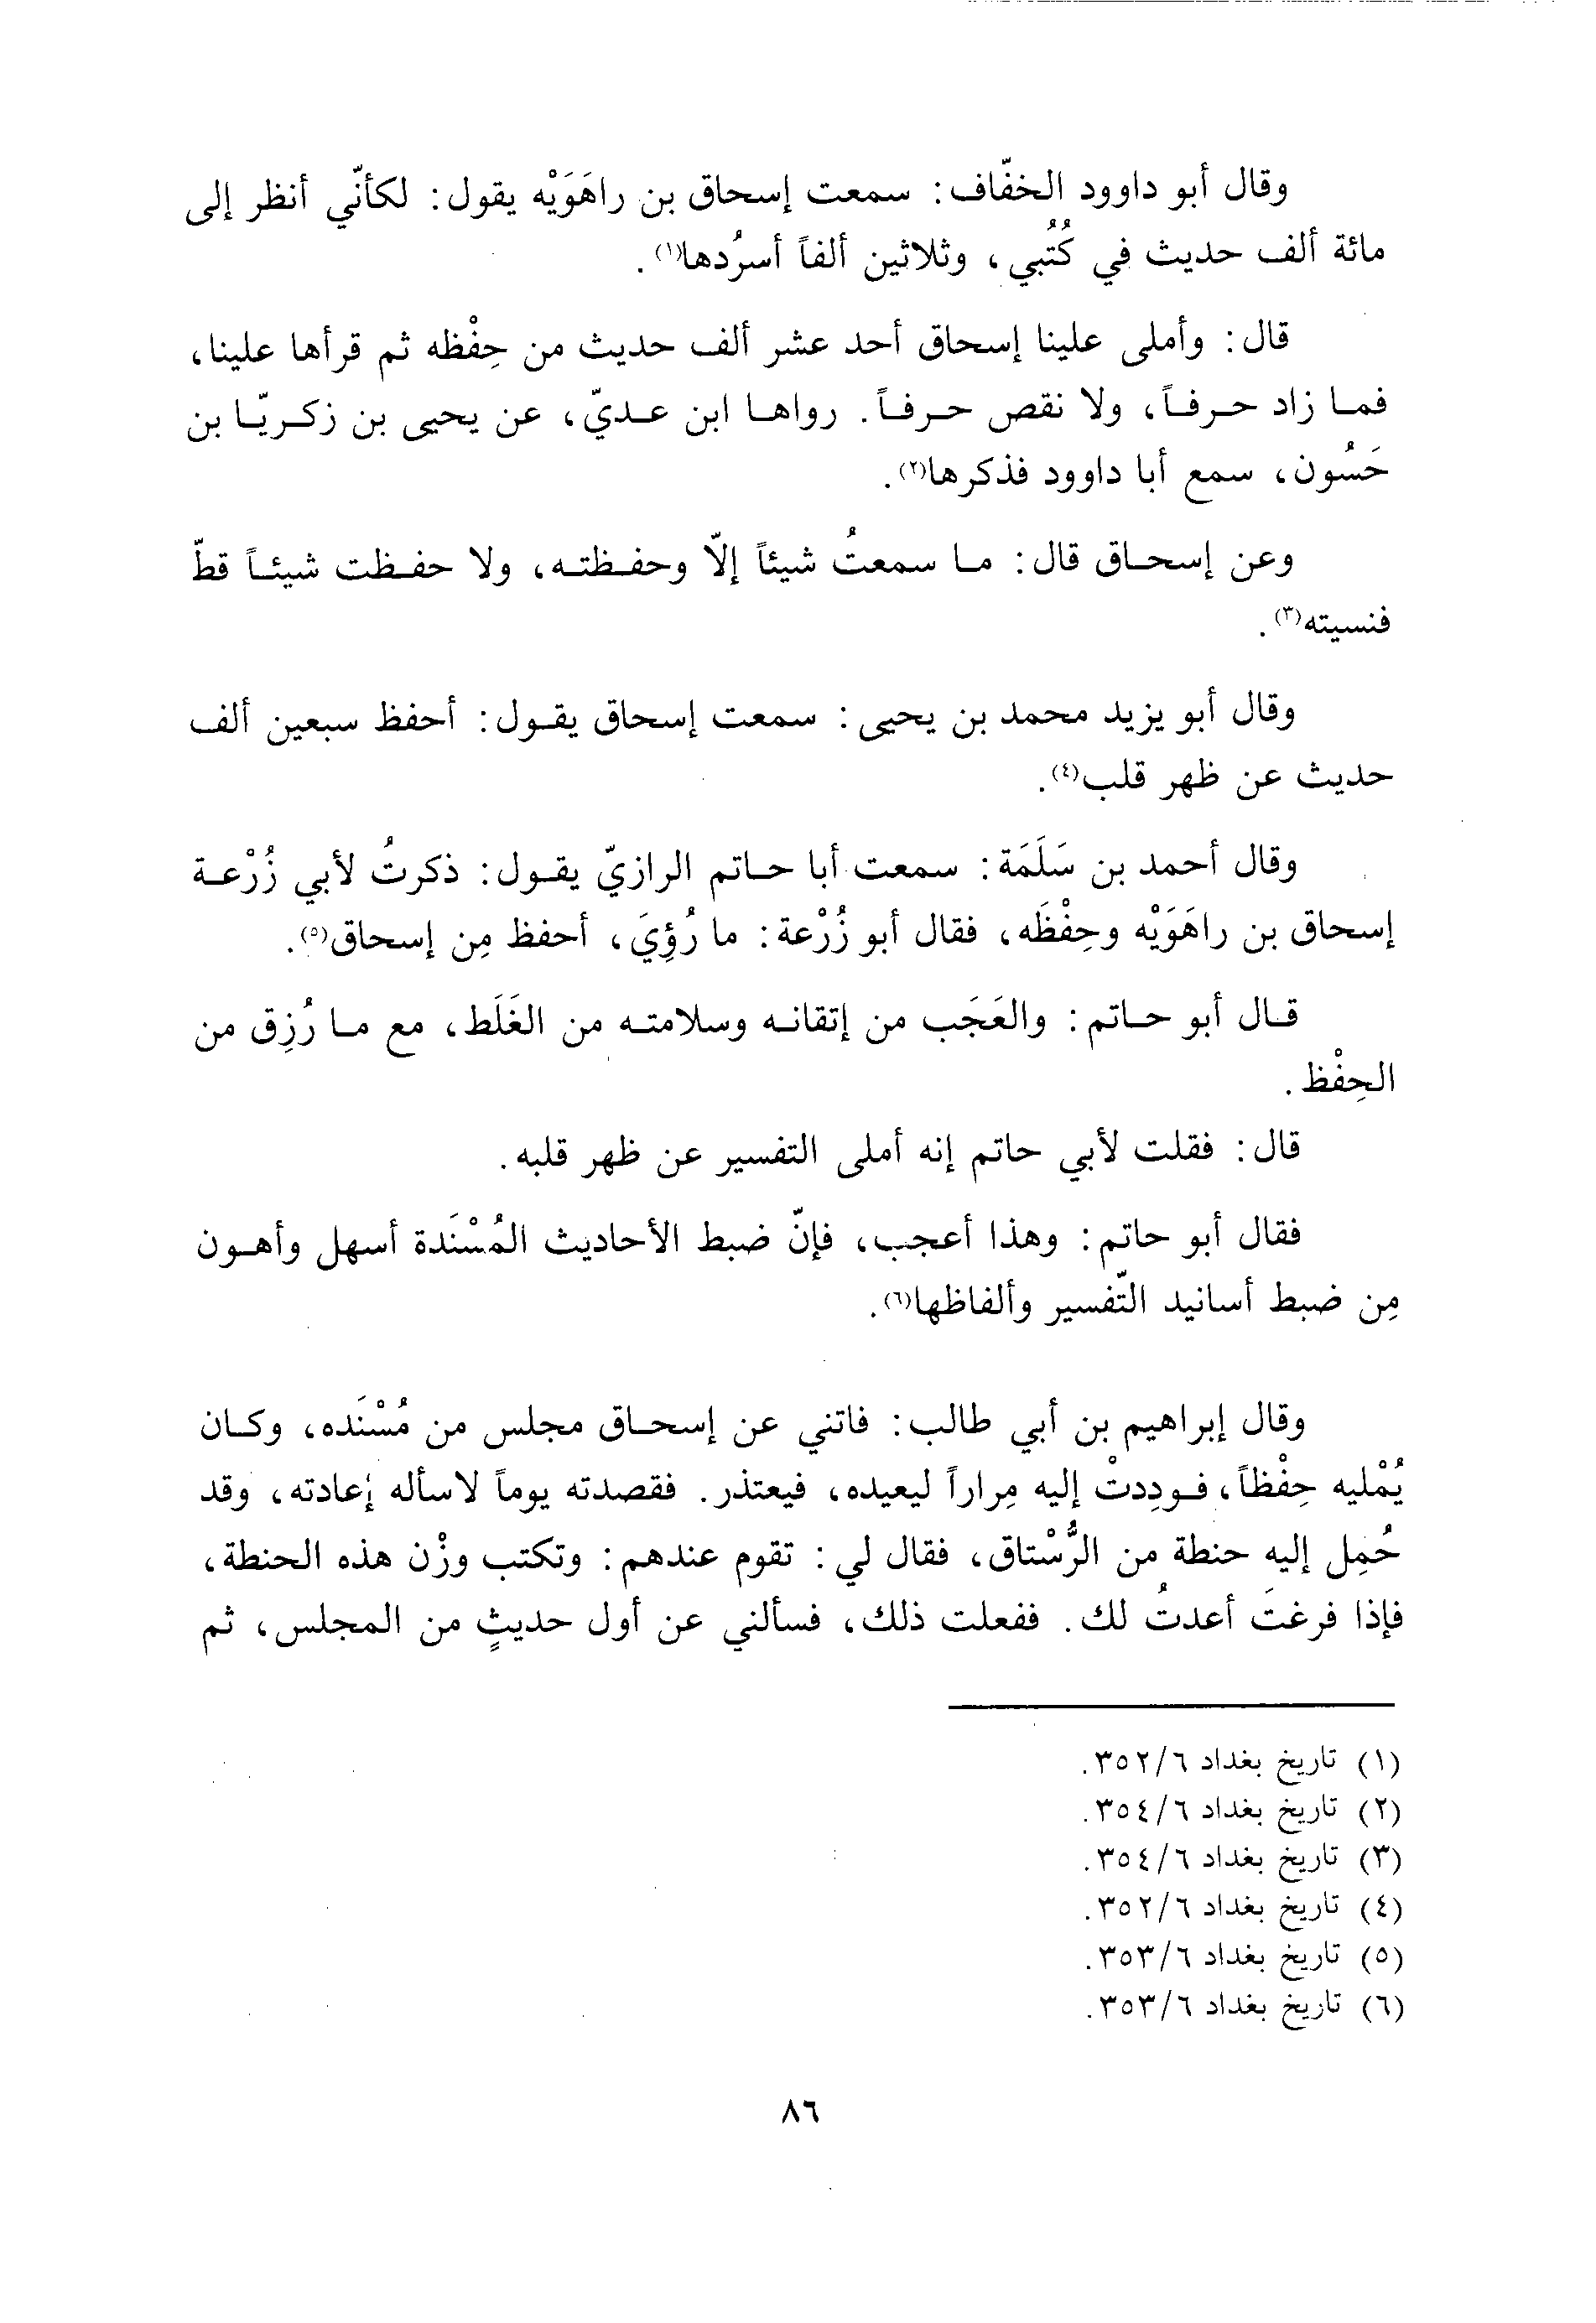 وقال أبو داوود الخفّاف: سمعت إسحاق بن راهَوَيْه يقول: لكأنّي أنظر إلى
مائة ألف حديث في كُتُبي، وثلاثين ألفاً أسرُدها(١).
قال: وأملى علينا إسحاق أحد عشر ألف حديث من حِفْظه ثم قرأها علينا،
فما زاد حرفاً، ولا نقص حرفاً. رواها ابن عديّ، عن يحيى بن زكريّا بن
حَسُون، سمع أبا داوود فذكرها(٢).
وعن إسحاق قال: ما سمعتُ شيئاً إلّا وحفظته، ولا حفظت شيئاً قطّ
فنسيته(٣).
وقال أبو يزيد محمد بن يحيى: سمعت إسحاق يقول: أحفظ سبعين ألف
حديث عن ظهر قلب(٤).
وقال أحمد بن سَلَمَة: سمعت أبا حاتم الرازيّ يقول: ذكرتُ لأبي زُرْعة
إسحاق بن راهَوَيْه وحِفْظَه، فقال أبو زُرْعة: ما رُؤِيَ، أحفظ مِن إسحاق(٥).
قال أبو حاتم: والعَجَب من إتقانه وسلامته من الغَلَط، مع ما رُزِق من
الحِفْظ.
قال: فقلت لأبي حاتم إنه أملى التفسير عن ظهر قلبه.
فقال أبو حاتم: وهذا أعجب، فإنّ ضبط الأحاديث المُسْنَدة أسهل وأهون
مِن ضبط أسانيد التّفسير وألفاظها(٦).
وقال إبراهيم بن أبي طالب: فاتني عن إسحاق مجلس من مُسْنَده، وكان
يُمْليه حِفْظاً، فوددتْ إليه مِراراً ليعيده، فيعتذر. فقصدته يوماً لاسأله إعادته، وقد
حُمِل إليه حنطة من الرُّسْتاق، فقال لي: تقوم عندهم: وتكتب وزْن هذه الحنطة،
فإذا فرغتَ أعدتُ لك. ففعلت ذلك، فسألني عن أول حديثٍ من المجلس، ثم
(١) تاريخ بغداد ٣٥٢/٦.
(٢) تاريخ بغداد ٣٥٤/٦.
(٣) تاريخ بغداد ٣٥٤/٦.
(٤) تاريخ بغداد ٣٥٢/٦.
(٥) تاريخ بغداد ٣٥٣/٦.
(٦) تاريخ بغداد ٣٥٣/٦.
٨٦